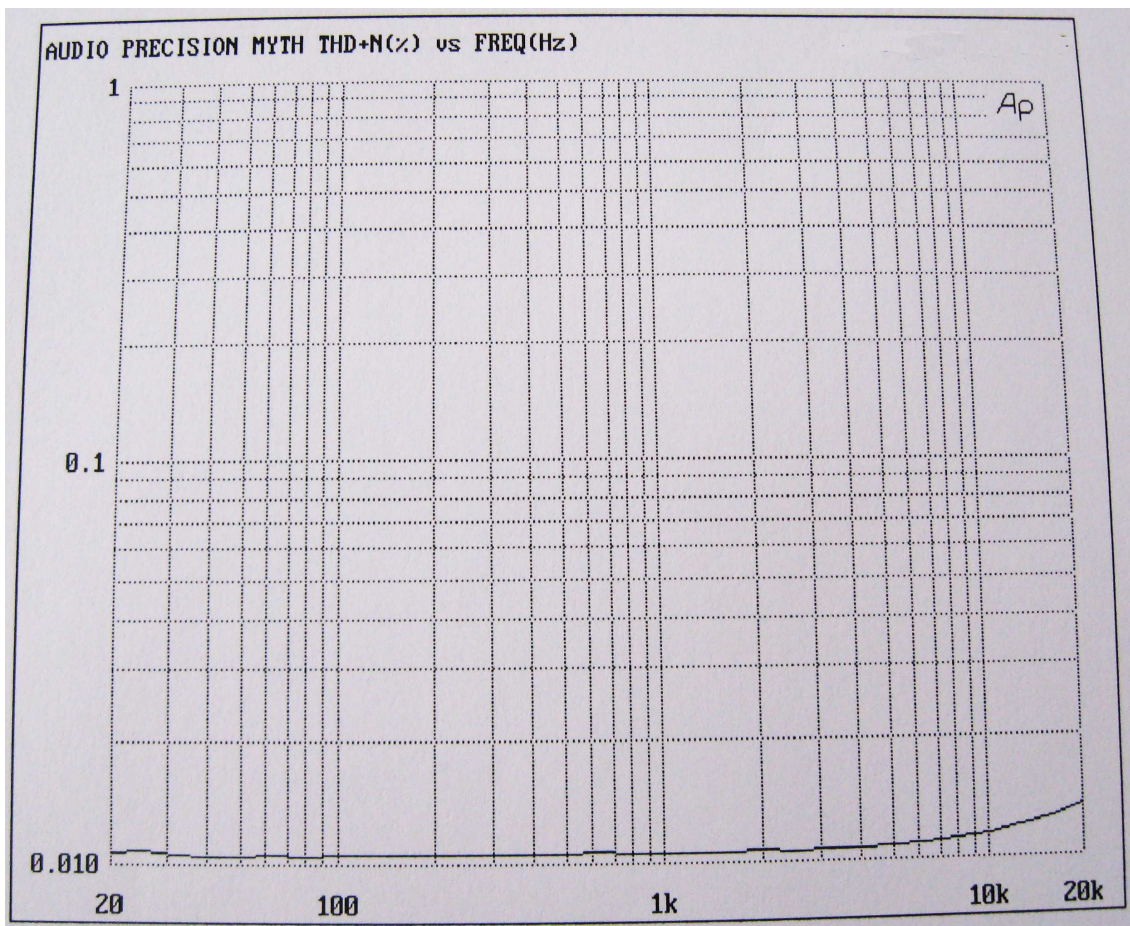 AUDIO PRECISION MYTH THD+N(%) vs FREQ(Hz)
1
Ap
0.1
0.010
20 100 1k 10k 20k